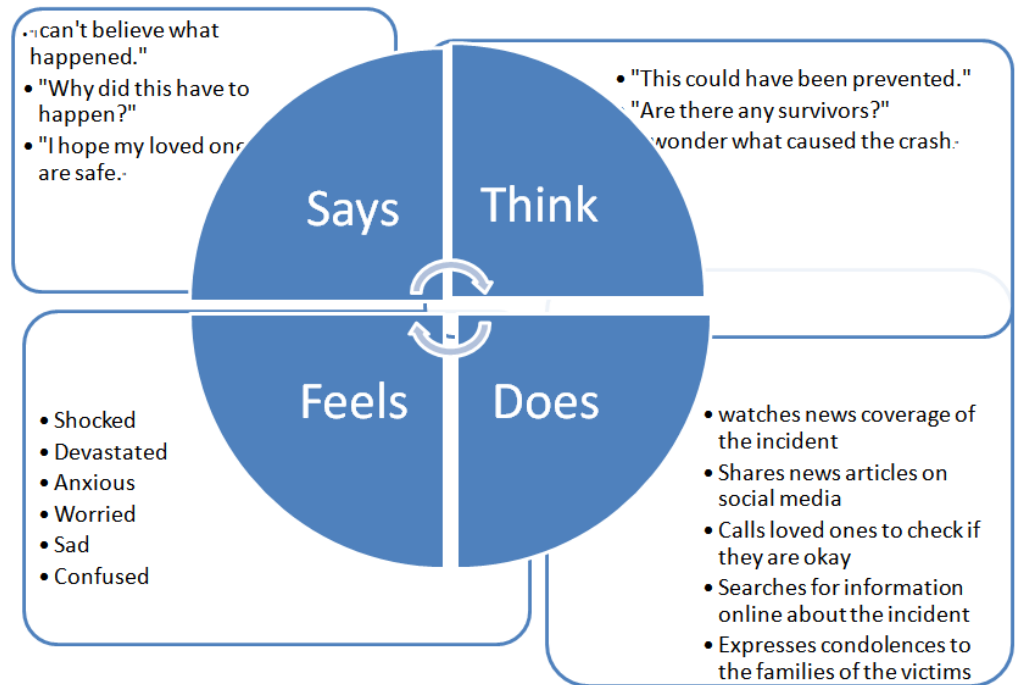 can't believe what
happened."
• "Why did this have to
happen?"
• "I hope my loved one
are safe.
Says
• "This could have been prevented."
"Are there any survivors?"
wonder what caused the crash.
Think
Feels
• Shocked
• Devastated
• Anxious
• Worried
• Sad
• Confused
Does
• watches news coverage of
the incident
• Shares news articles on
social media
• Calls loved ones to check if
they are okay
• Searches for information
online about the incident
• Expresses condolences to
the families of the victims